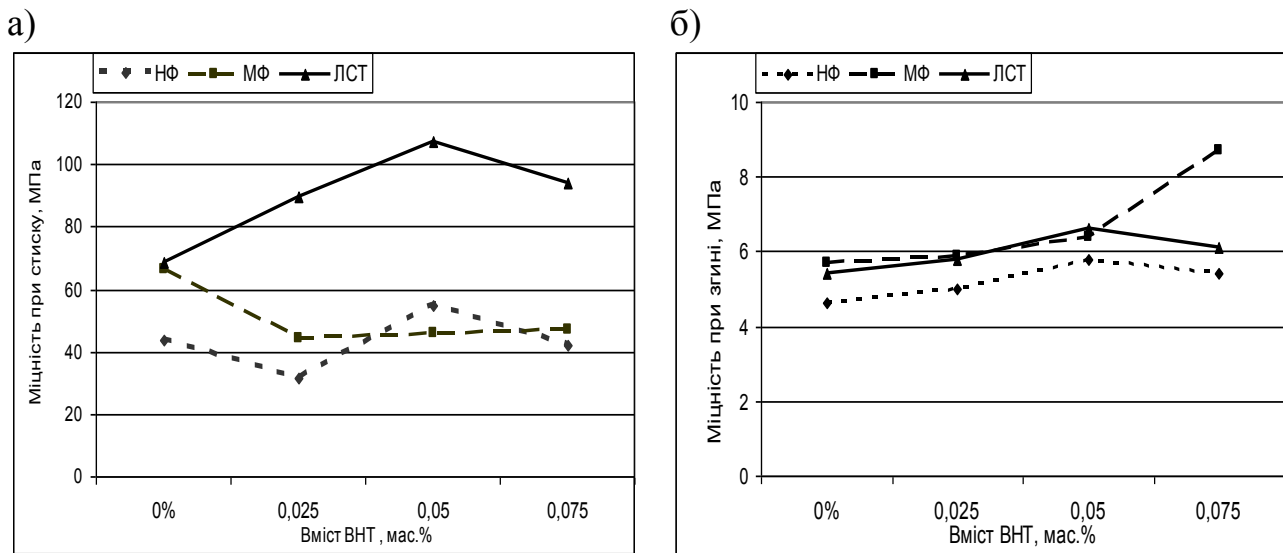 а)
НФ МФ ЛСТ
120
100
80
60
40
20
0
Міцність при стиску, МПа
0% 0,025 0,05 0,075
Вміст ВНТ , мас.%
б)
НФ МФ ЛСТ
10
8
6
4
2
0
Міцність при згині, МПа
0% 0,025 0,05 0,075
Вміст ВНТ, мас.%